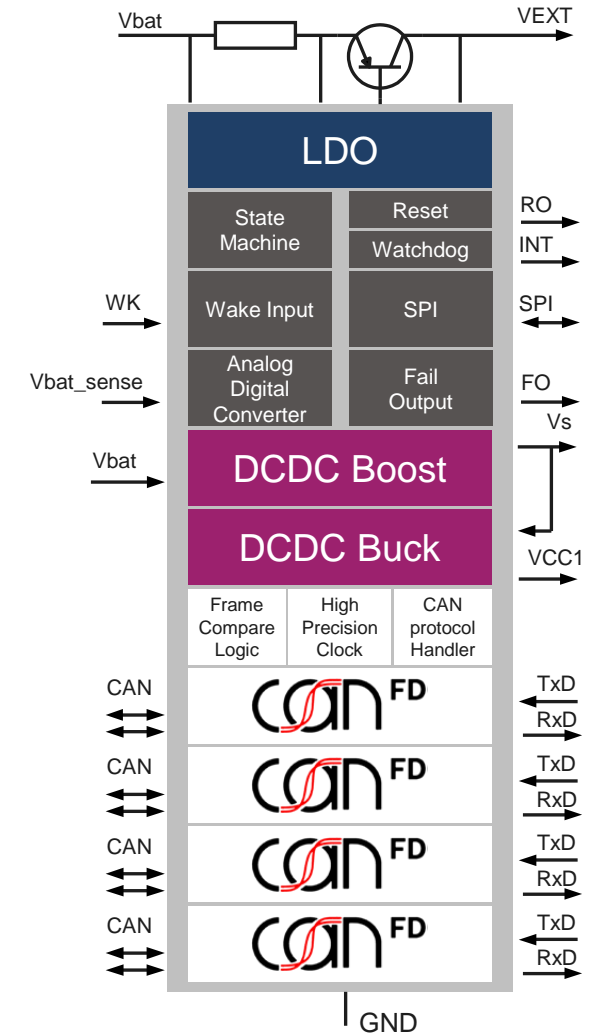 Vbat
VEXT
LDO
State
Machine
Reset
Watchdog
RO
INT
WK
Wake Input
SPI
SPI
Vbat_sense
Analog
Digital
Converter
Fail
Output
FO
Vs
Vbat
DCDC Boost
DCDC Buck
VCC1
Frame
Compare
Logic
High
Precision
Clock
CAN
protocol
Handler
CAN
CAN FD
TxD
RxD
CAN
CAN FD
TxD
RxD
CAN
CAN FD
TxD
RxD
CAN
CAN FD
TxD
RxD
GND